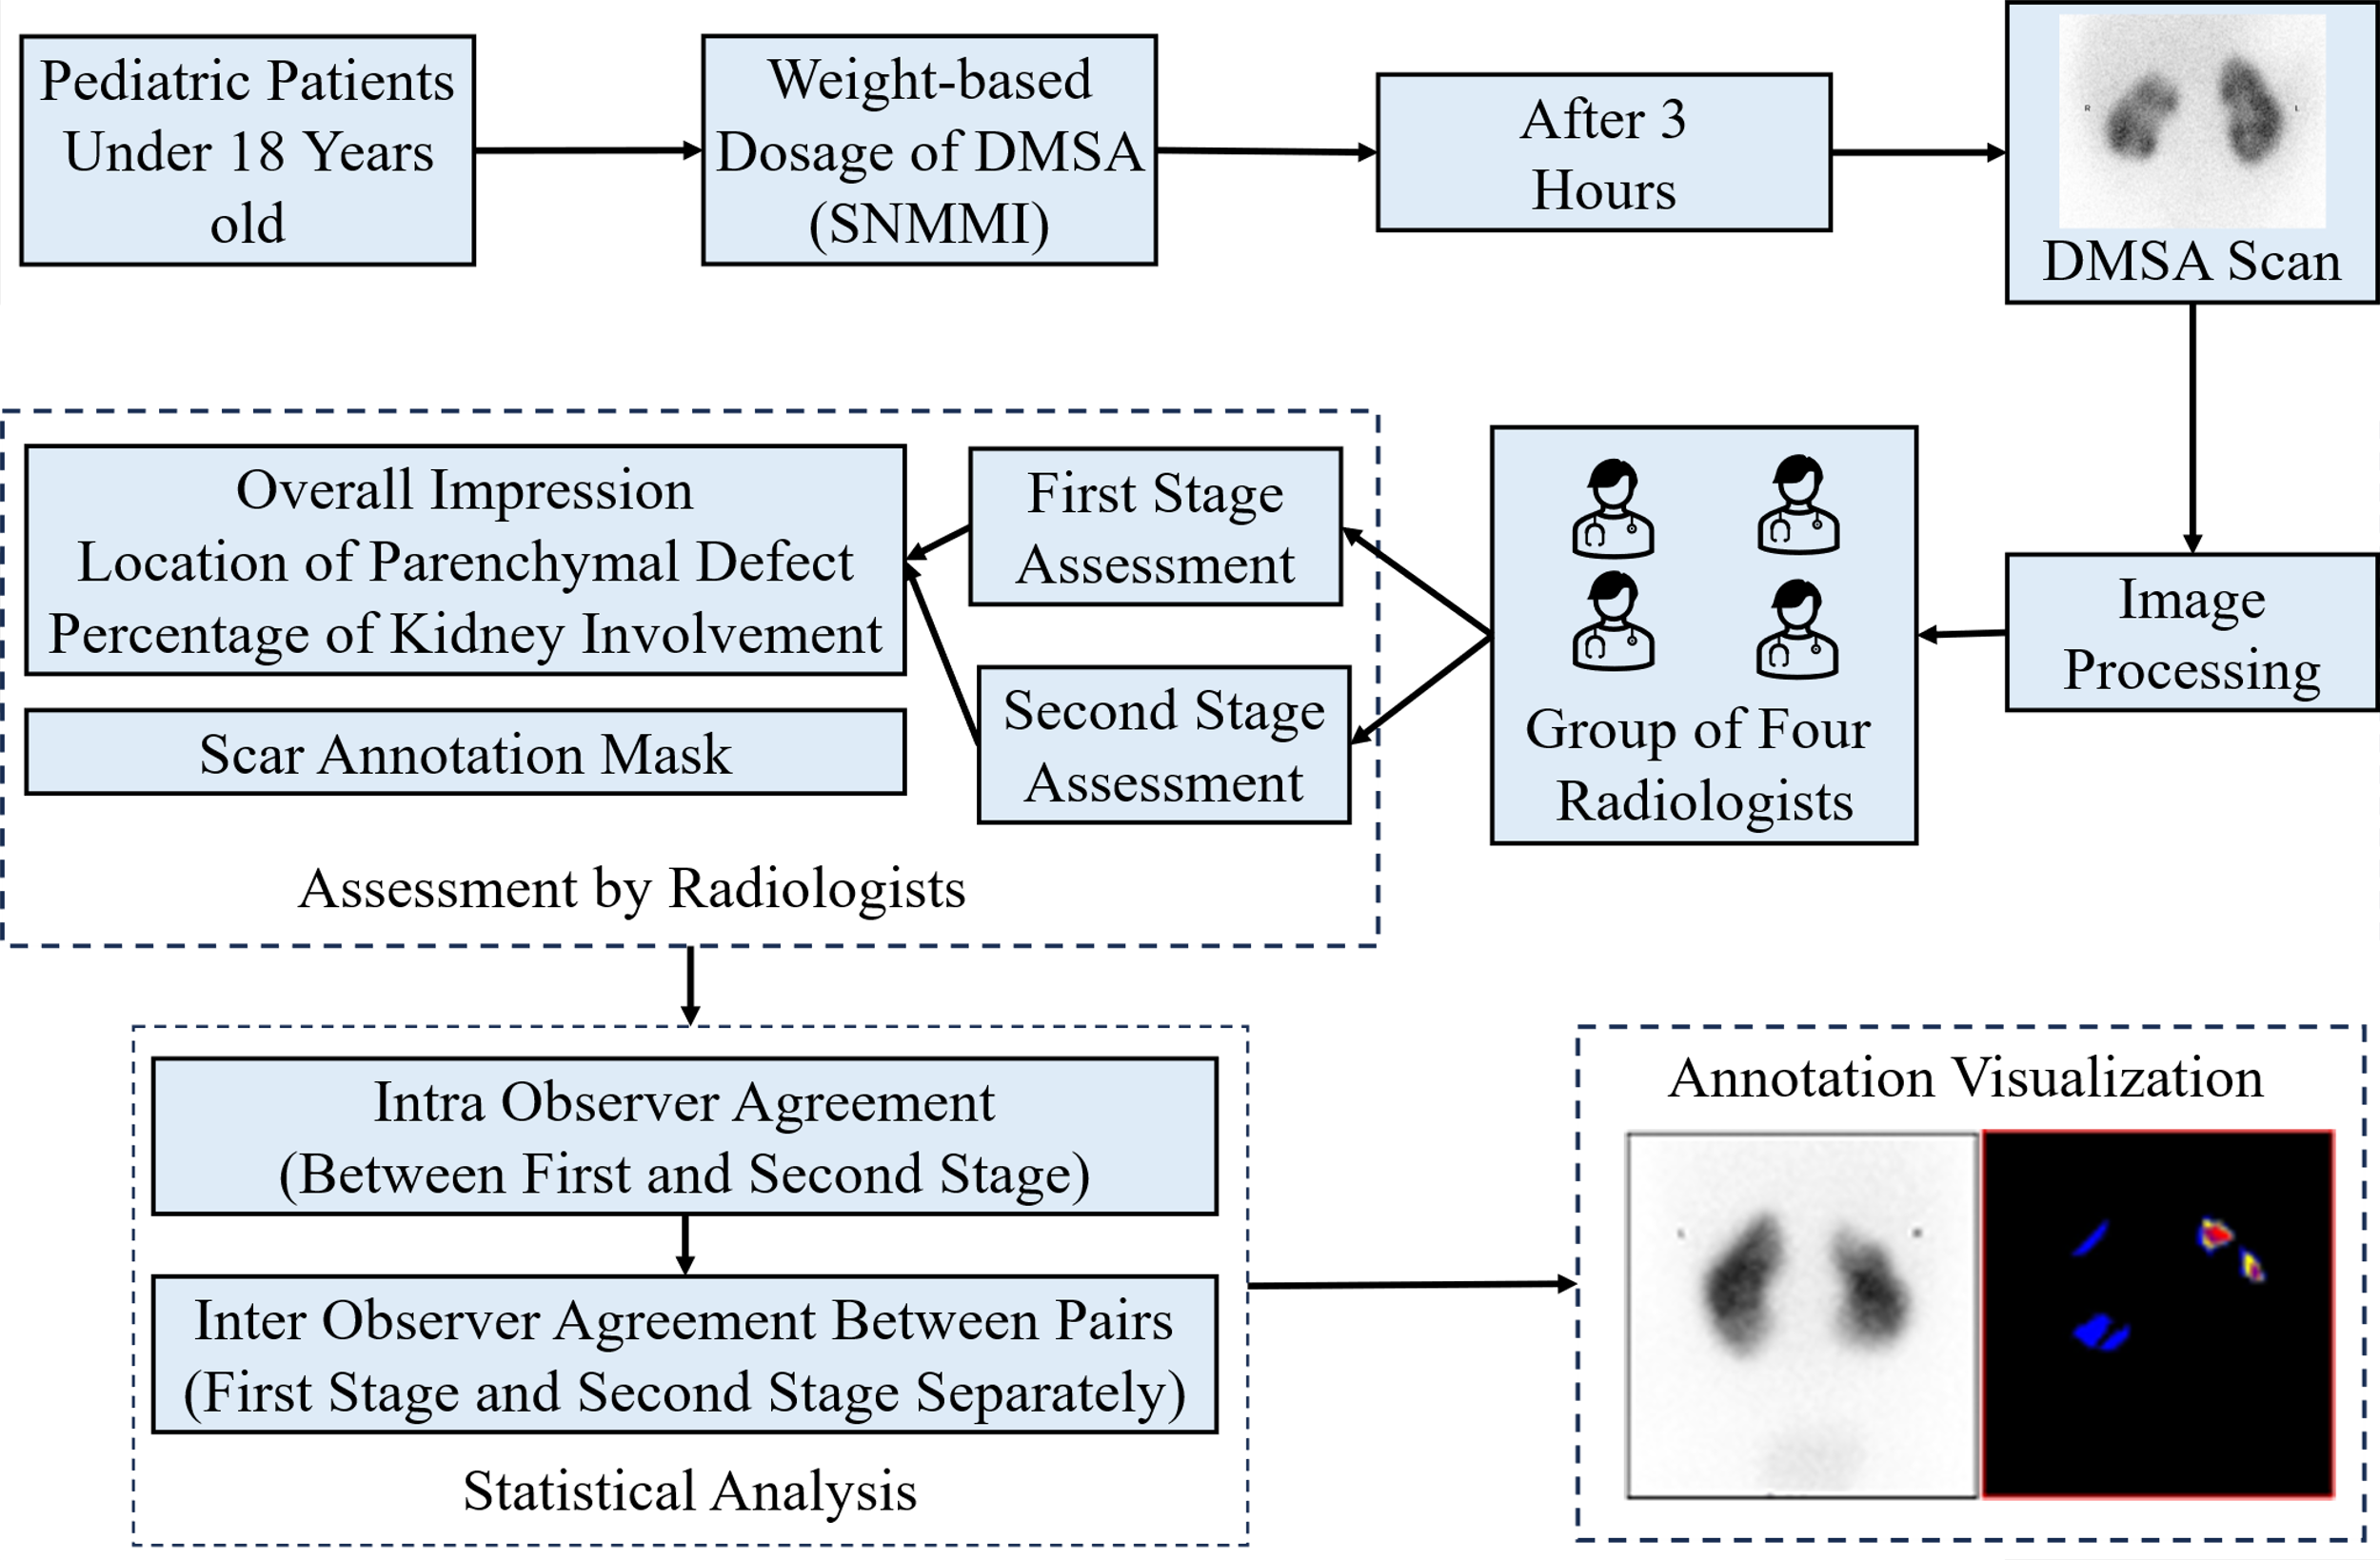 Pediatric Patients
Under 18 Years
old
Weight-based
Dosage of DMSA
(SNMMI)
After 3
Hours
R
L
DMSA Scan
Overall Impression
Location of Parenchymal Defect
Percentage of Kidney Involvement
Scar Annotation Mask
First Stage
Assessment
Second Stage
Assessment
Assessment by Radiologists
Group of Four
Radiologists
Image
Processing
Intra Observer Agreement
(Between First and Second Stage)
Inter Observer Agreement Between Pairs
(First Stage and Second Stage Separately)
Statistical Analysis
Annotation Visualization